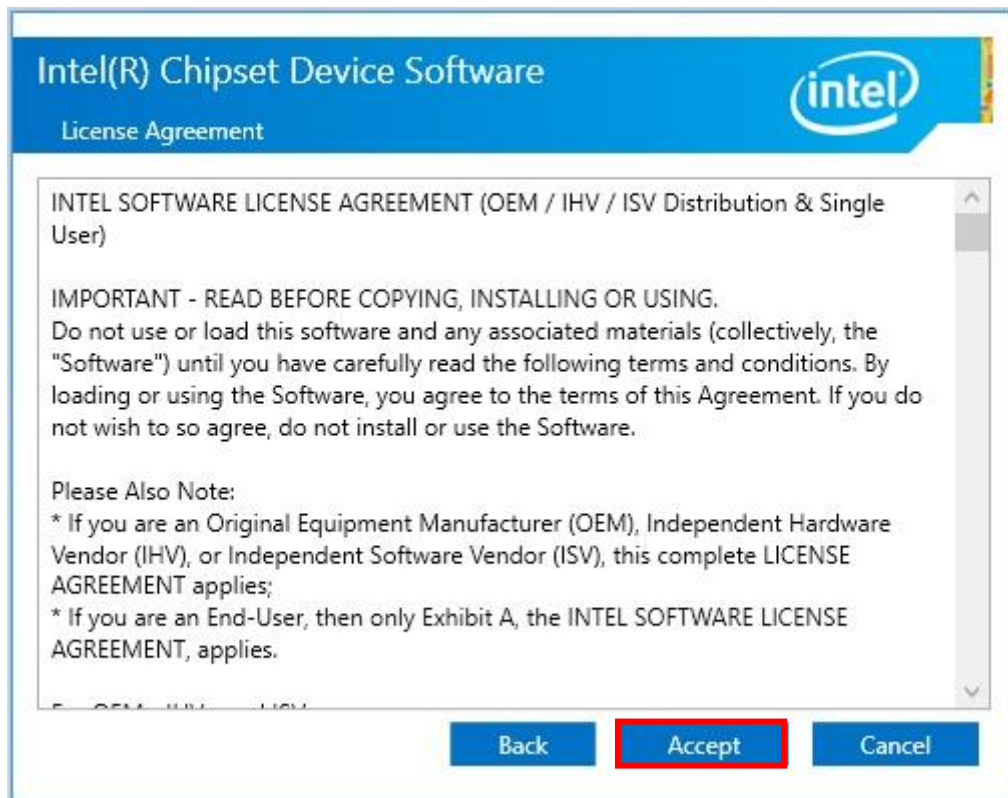 Intel(R) Chipset Device Software
intel
License Agreement
INTEL SOFTWARE LICENSE AGREEMENT (OEM / IHV / ISV Distribution & Single
User)
IMPORTANT - READ BEFORE COPYING, INSTALLING OR USING.
Do not use or load this software and any associated materials (collectively, the
"Software") until you have carefully read the following terms and conditions. By
loading or using the Software, you agree to the terms of this Agreement. If you do
not wish to so agree, do not install or use the Software.
Please Also Note:
* If you are an Original Equipment Manufacturer (OEM), Independent Hardware
Vendor (IHV), or Independent Software Vendor (ISV), this complete LICENSE
AGREEMENT applies;
* If you are an End-User, then only Exhibit A, the INTEL SOFTWARE LICENSE
AGREEMENT, applies.
Back
Accept
Cancel